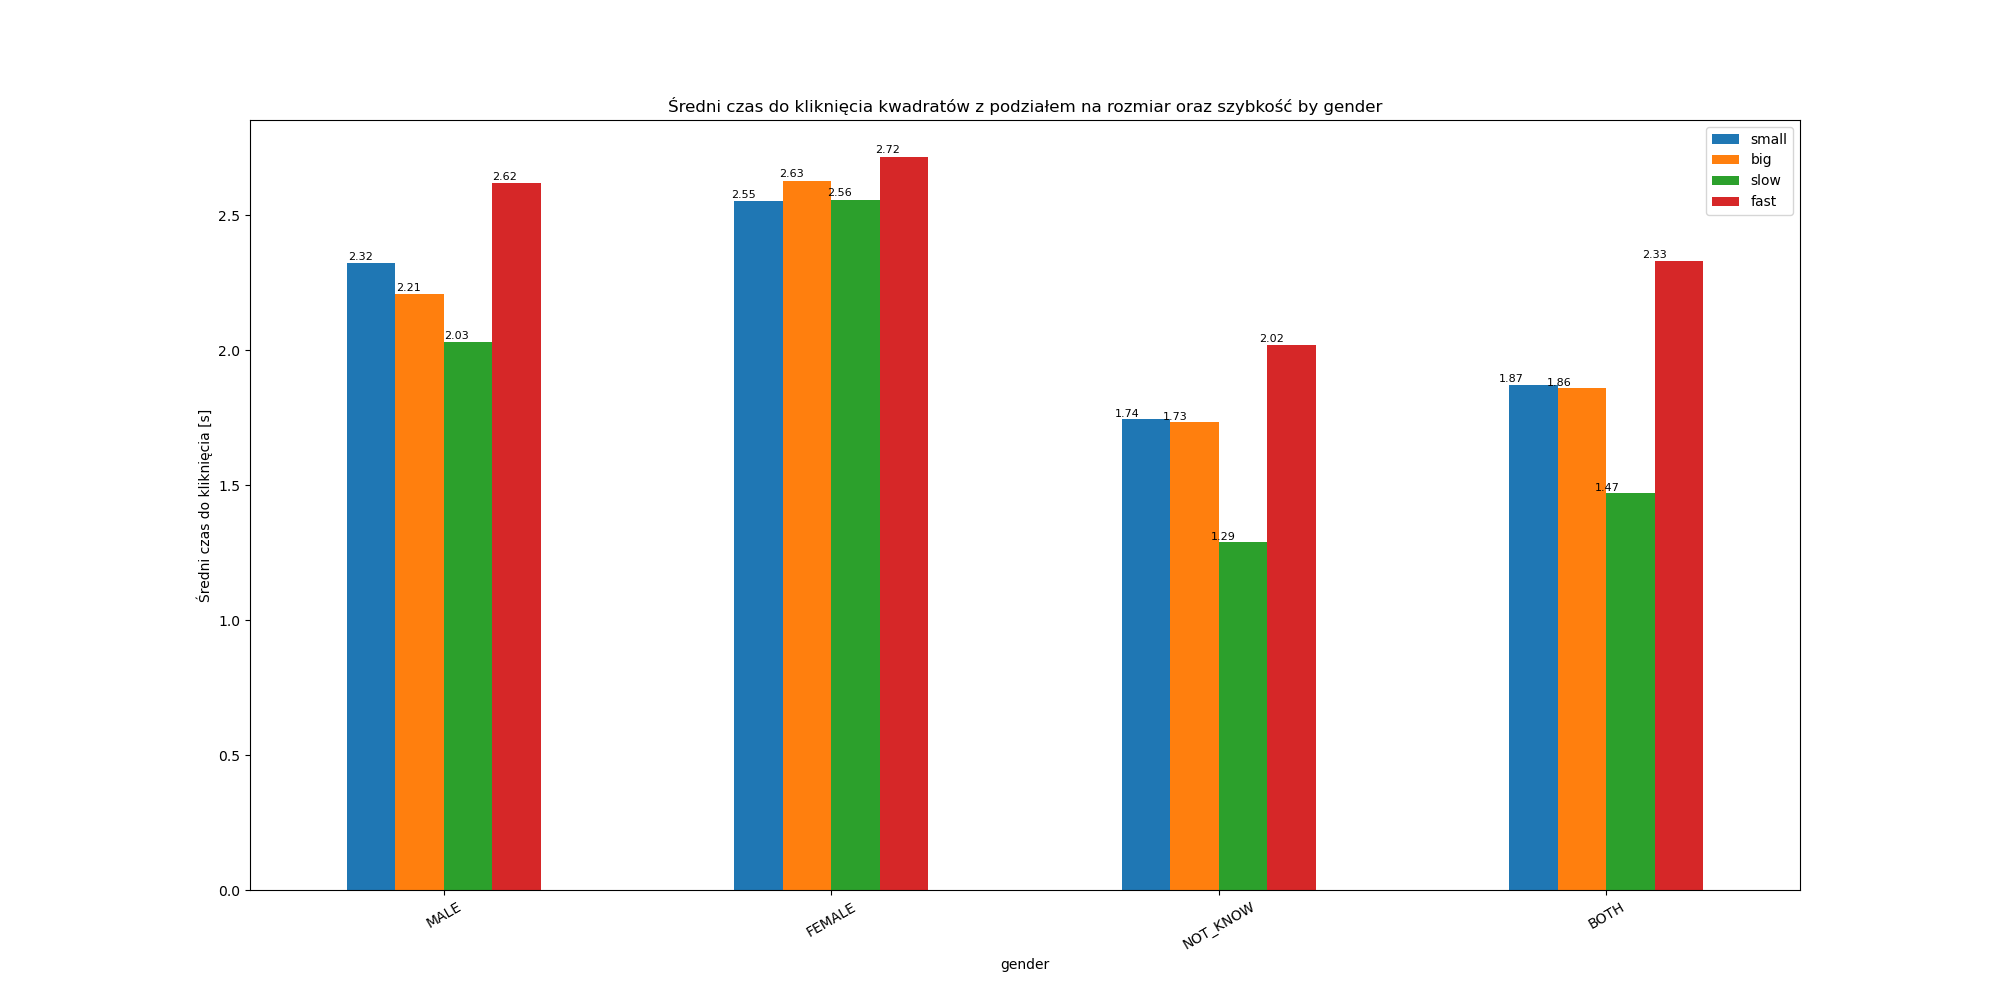 Średni czas do kliknięcia kwadratów z podziałem na rozmiar oraz szybkość by gender
small
big
slow
fast
Średni czas do kliknięcia [s]
2.5
2.0
1.5
1.0
0.5
0.0
2.32
2.21
2.03
2.62
2.55
2.63
2.56
2.72
1.74
1.73
1.29
2.02
1.87
1.86
1.47
2.33
MALE
FEMALE
NOT_KNOW
BOTH
gender